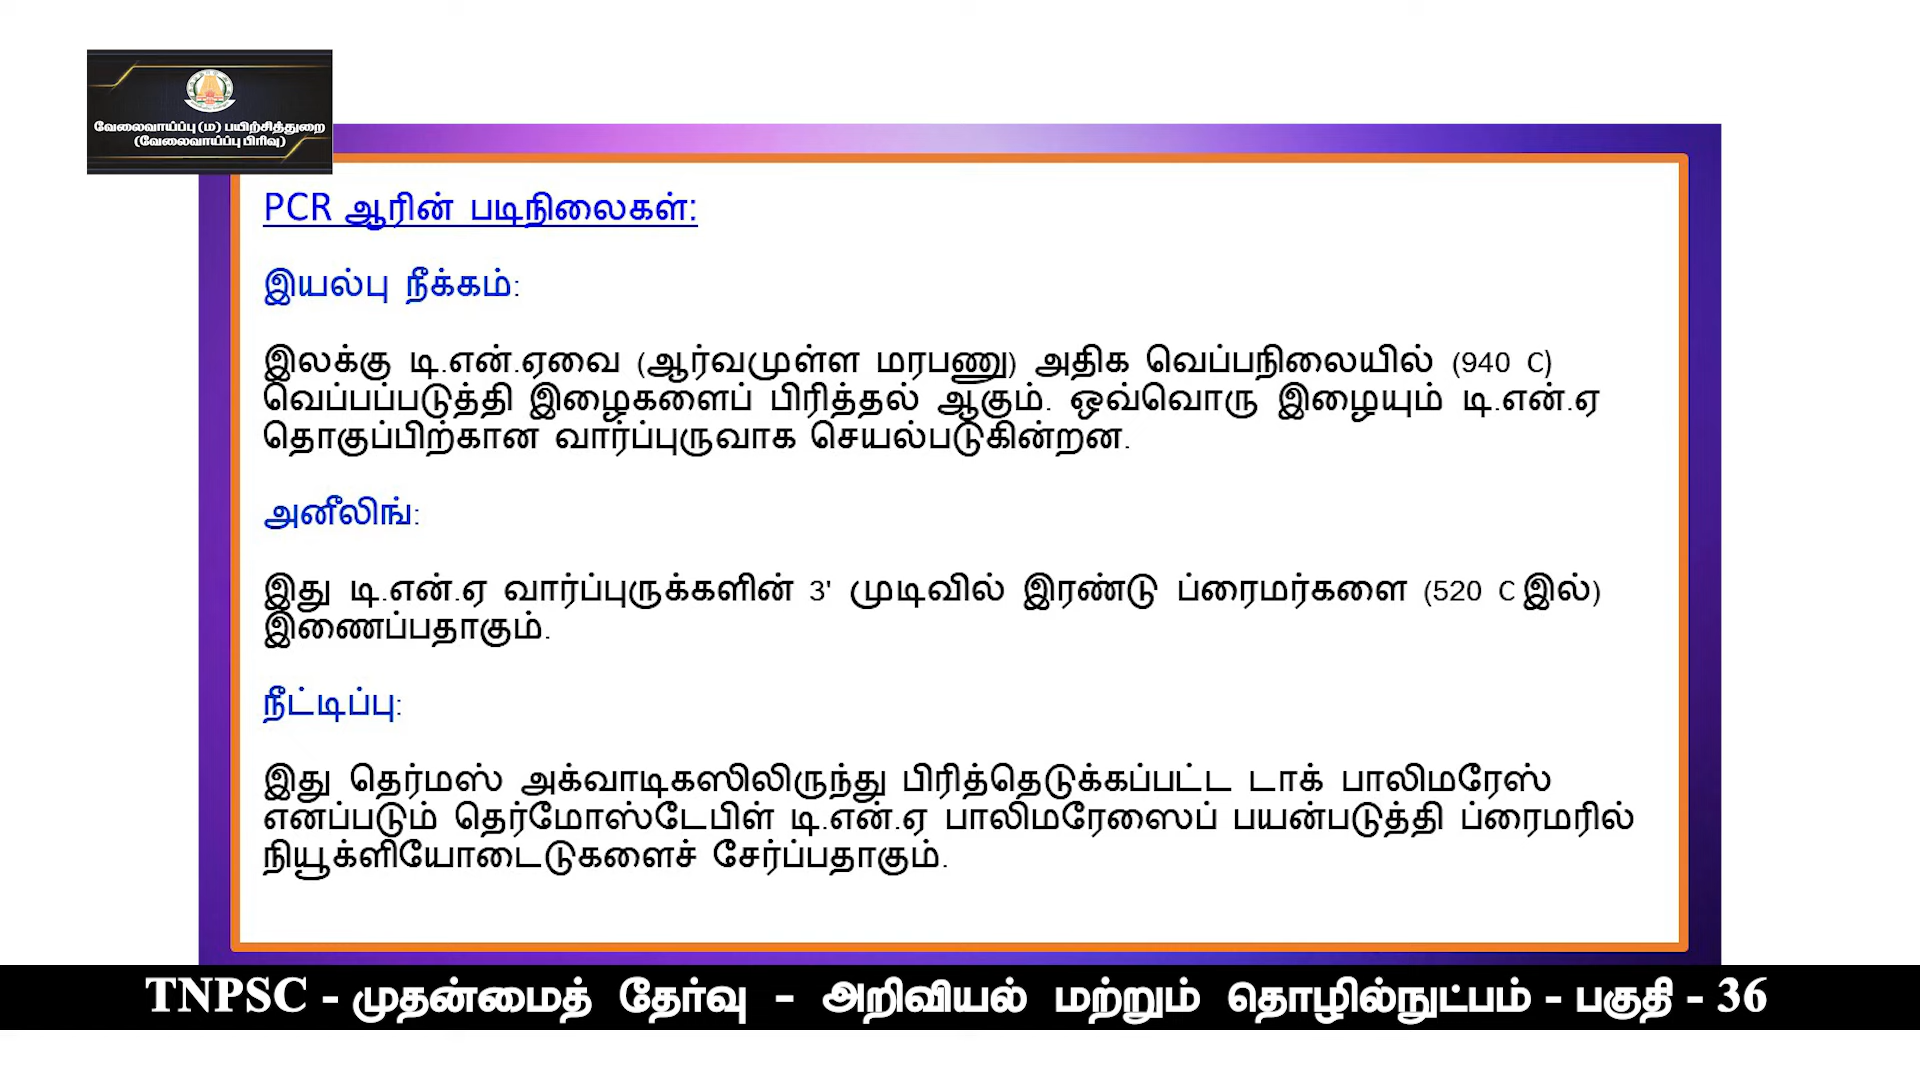 வேலைவாய்ப்பு (ம) பயிற்சித்துறை
(வேலைவாய்ப்பு பிரிவு)
PCR ஆரின் படிநிலைகள்:
இயல்பு நீக்கம்:
இலக்கு டி.என்.ஏவை (ஆர்வமுள்ள மரபணு) அதிக வெப்பநிலையில் (940 C)
வெப்பப்படுத்தி இழைகளைப் பிரித்தல் ஆகும். ஒவ்வொரு இழையும் டி.என்.ஏ
தொகுப்பிற்கான வார்ப்புருவாக செயல்படுகின்றன.
அனீலிங்:
இது டி.என்.ஏ வார்ப்புருக்களின் 3' முடிவில் இரண்டு ப்ரைமர்களை (520 C இல்)
இணைப்பதாகும்.
நீட்டிப்பு:
இது தெர்மஸ் அக்வாடிகஸிலிருந்து பிரித்தெடுக்கப்பட்ட டாக் பாலிமரேஸ்
எனப்படும் தெர்மோஸ்டேபிள் டி.என்.ஏ பாலிமரேஸைப் பயன்படுத்தி ப்ரைமரில்
நியூக்ளியோடைடுகளைச் சேர்ப்பதாகும்.
TNPSC - முதன்மைத் தேர்வு - அறிவியல் மற்றும் தொழில்நுட்பம் - பகுதி - 36